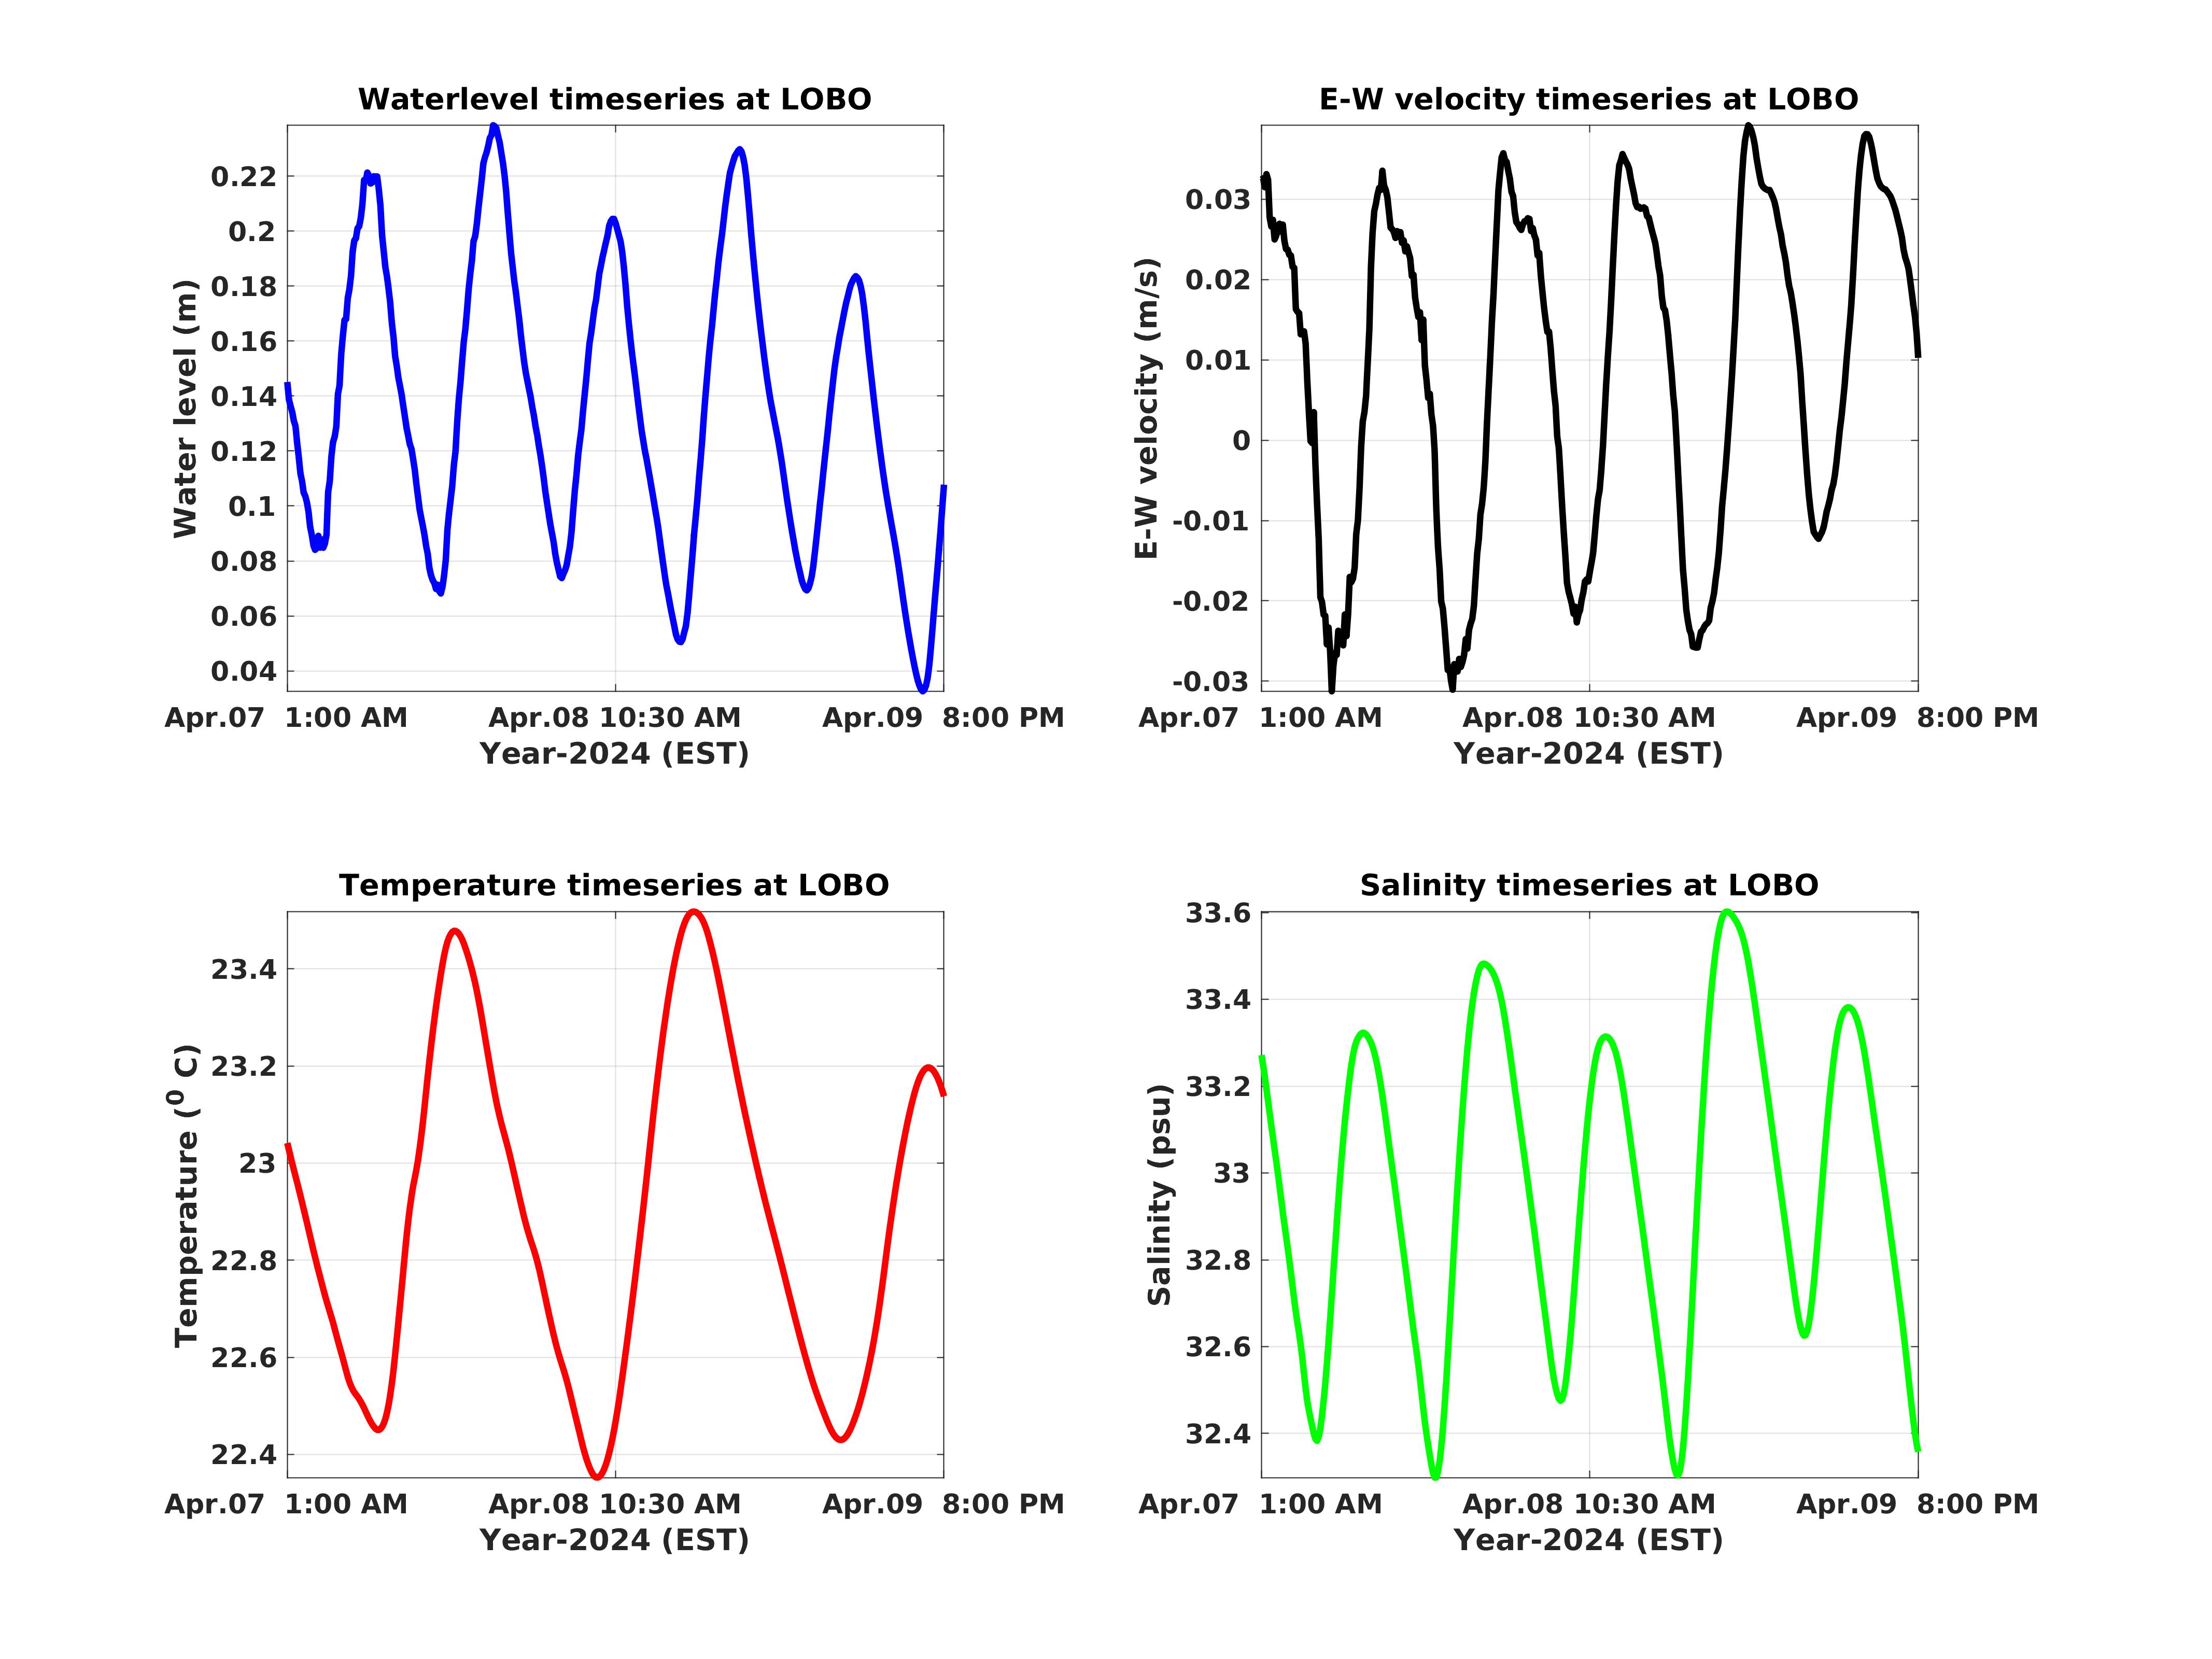 Waterlevel timeseries at LOBO
0.22
0.2
0.18
0.16
0.14
0.12
0.1
0.08
0.06
0.04
Water level (m)
Apr.07 1:00 AM Apr.08 10:30 AM Apr.09 8:00 PM
Year-2024 (EST)
E-W velocity timeseries at LOBO
0.03
0.02
0.01
0
-0.01
-0.02
-0.03
E-W velocity (m/s)
Apr.07 1:00 AM Apr.08 10:30 AM Apr.09 8:00 PM
Year-2024 (EST)
Temperature timeseries at LOBO
23.4
23.2
23
22.8
22.6
22.4
Temperature (⁰ C)
Apr.07 1:00 AM Apr.08 10:30 AM Apr.09 8:00 PM
Year-2024 (EST)
Salinity timeseries at LOBO
33.6
33.4
33.2
33
32.8
32.6
32.4
Salinity (psu)
Apr.07 1:00 AM Apr.08 10:30 AM Apr.09 8:00 PM
Year-2024 (EST)